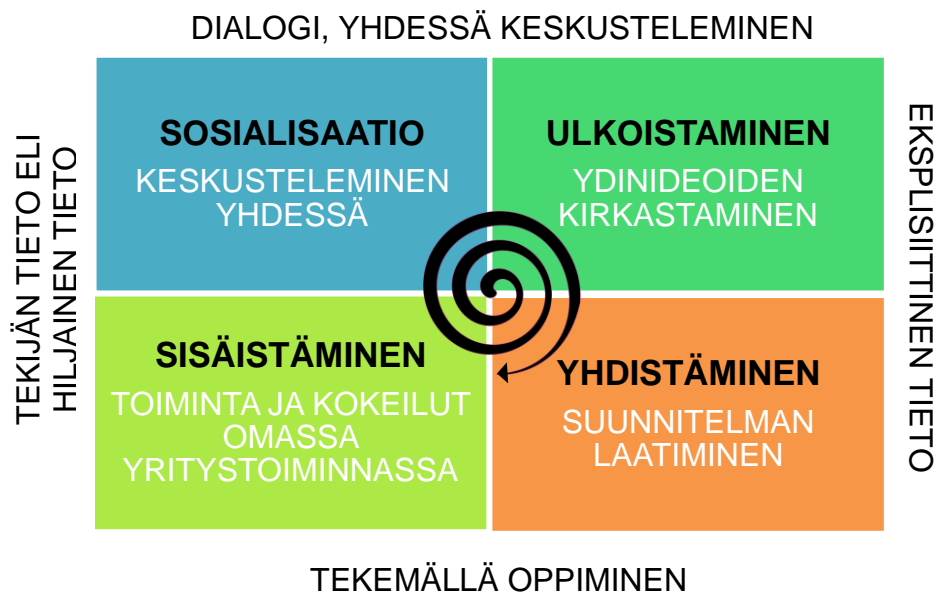 DIALOGI, YHDESSÄ KESKUSTELEMINEN
TEKIJÄN TIETO ELI
HILJAINEN TIETO
SOSIALISAATIO
KESKUSTELEMINEN
YHDESSÄ
ULKOISTAMINEN
YDINIDEOIDEN
KIRKASTAMINEN
EKSPLISIITTINEN TIETO
SISÄISTÄMINEN
TOIMINTA JA KOKEILUT
OMASSA
YRITYSTOIMINNASSA
YHDISTÄMINEN
SUUNNITELMAN
LAATIMINEN
TEKEMÄLLÄ OPPIMINEN